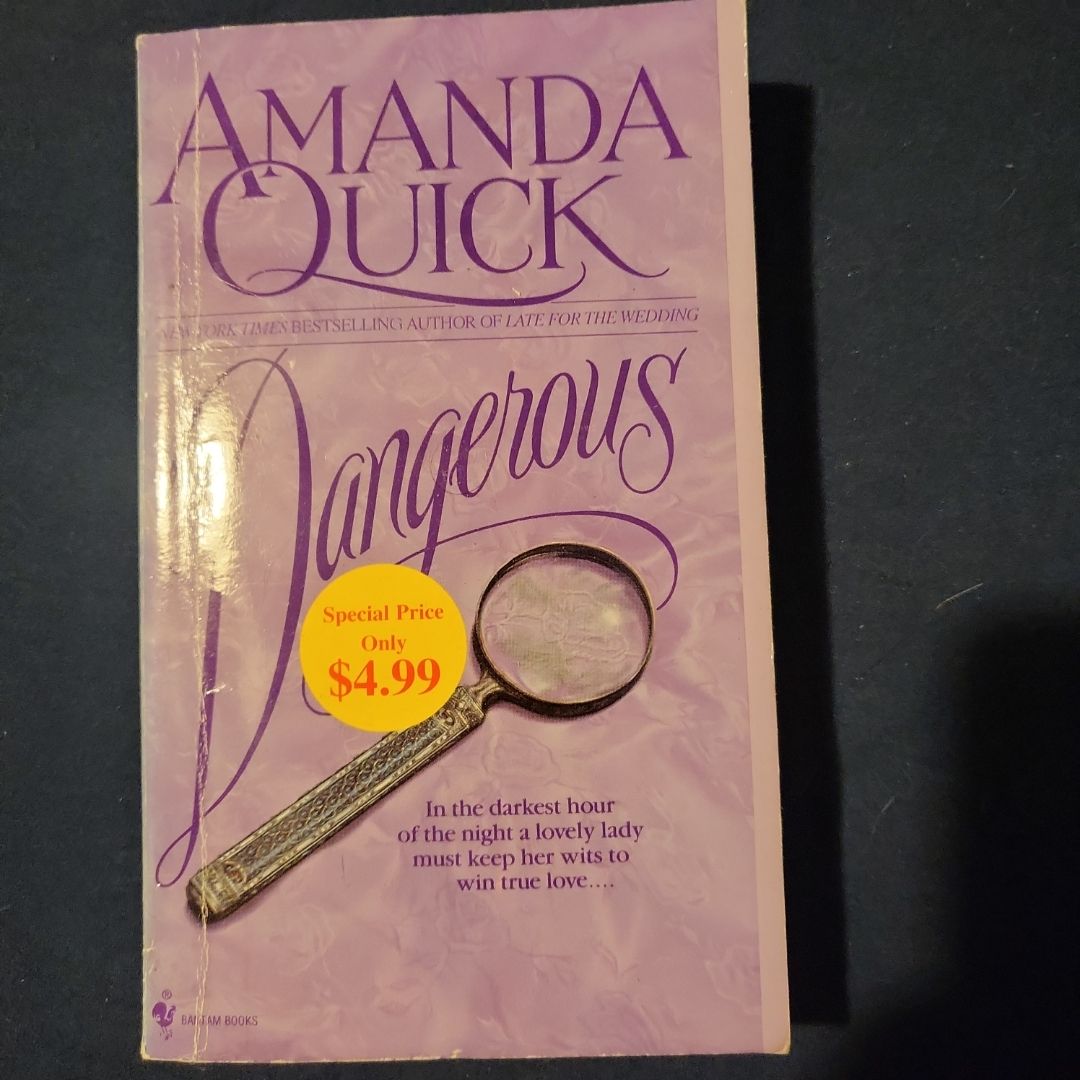 AMANDA
QUICK
NEW YORK TIMES BESTSELLING AUTHOR OF LATE FOR THE WEDDING
Dangerous
Special Price
Only
$4.99
In the darkest hour
of the night a lovely lady
must keep her wits to
win true love....
®
BANTAM BOOKS